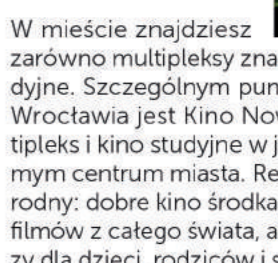 W mieście znajdziesz
zarówno multipleksy zna
dyjne. Szczególnym pun
Wrocławia jest Kino Now
tipleks i kino studyjne w j
mym centrum miasta. Re
rodny: dobre kino środka
filmów z całego świata, a
zy dla dzieci, rodziców i s